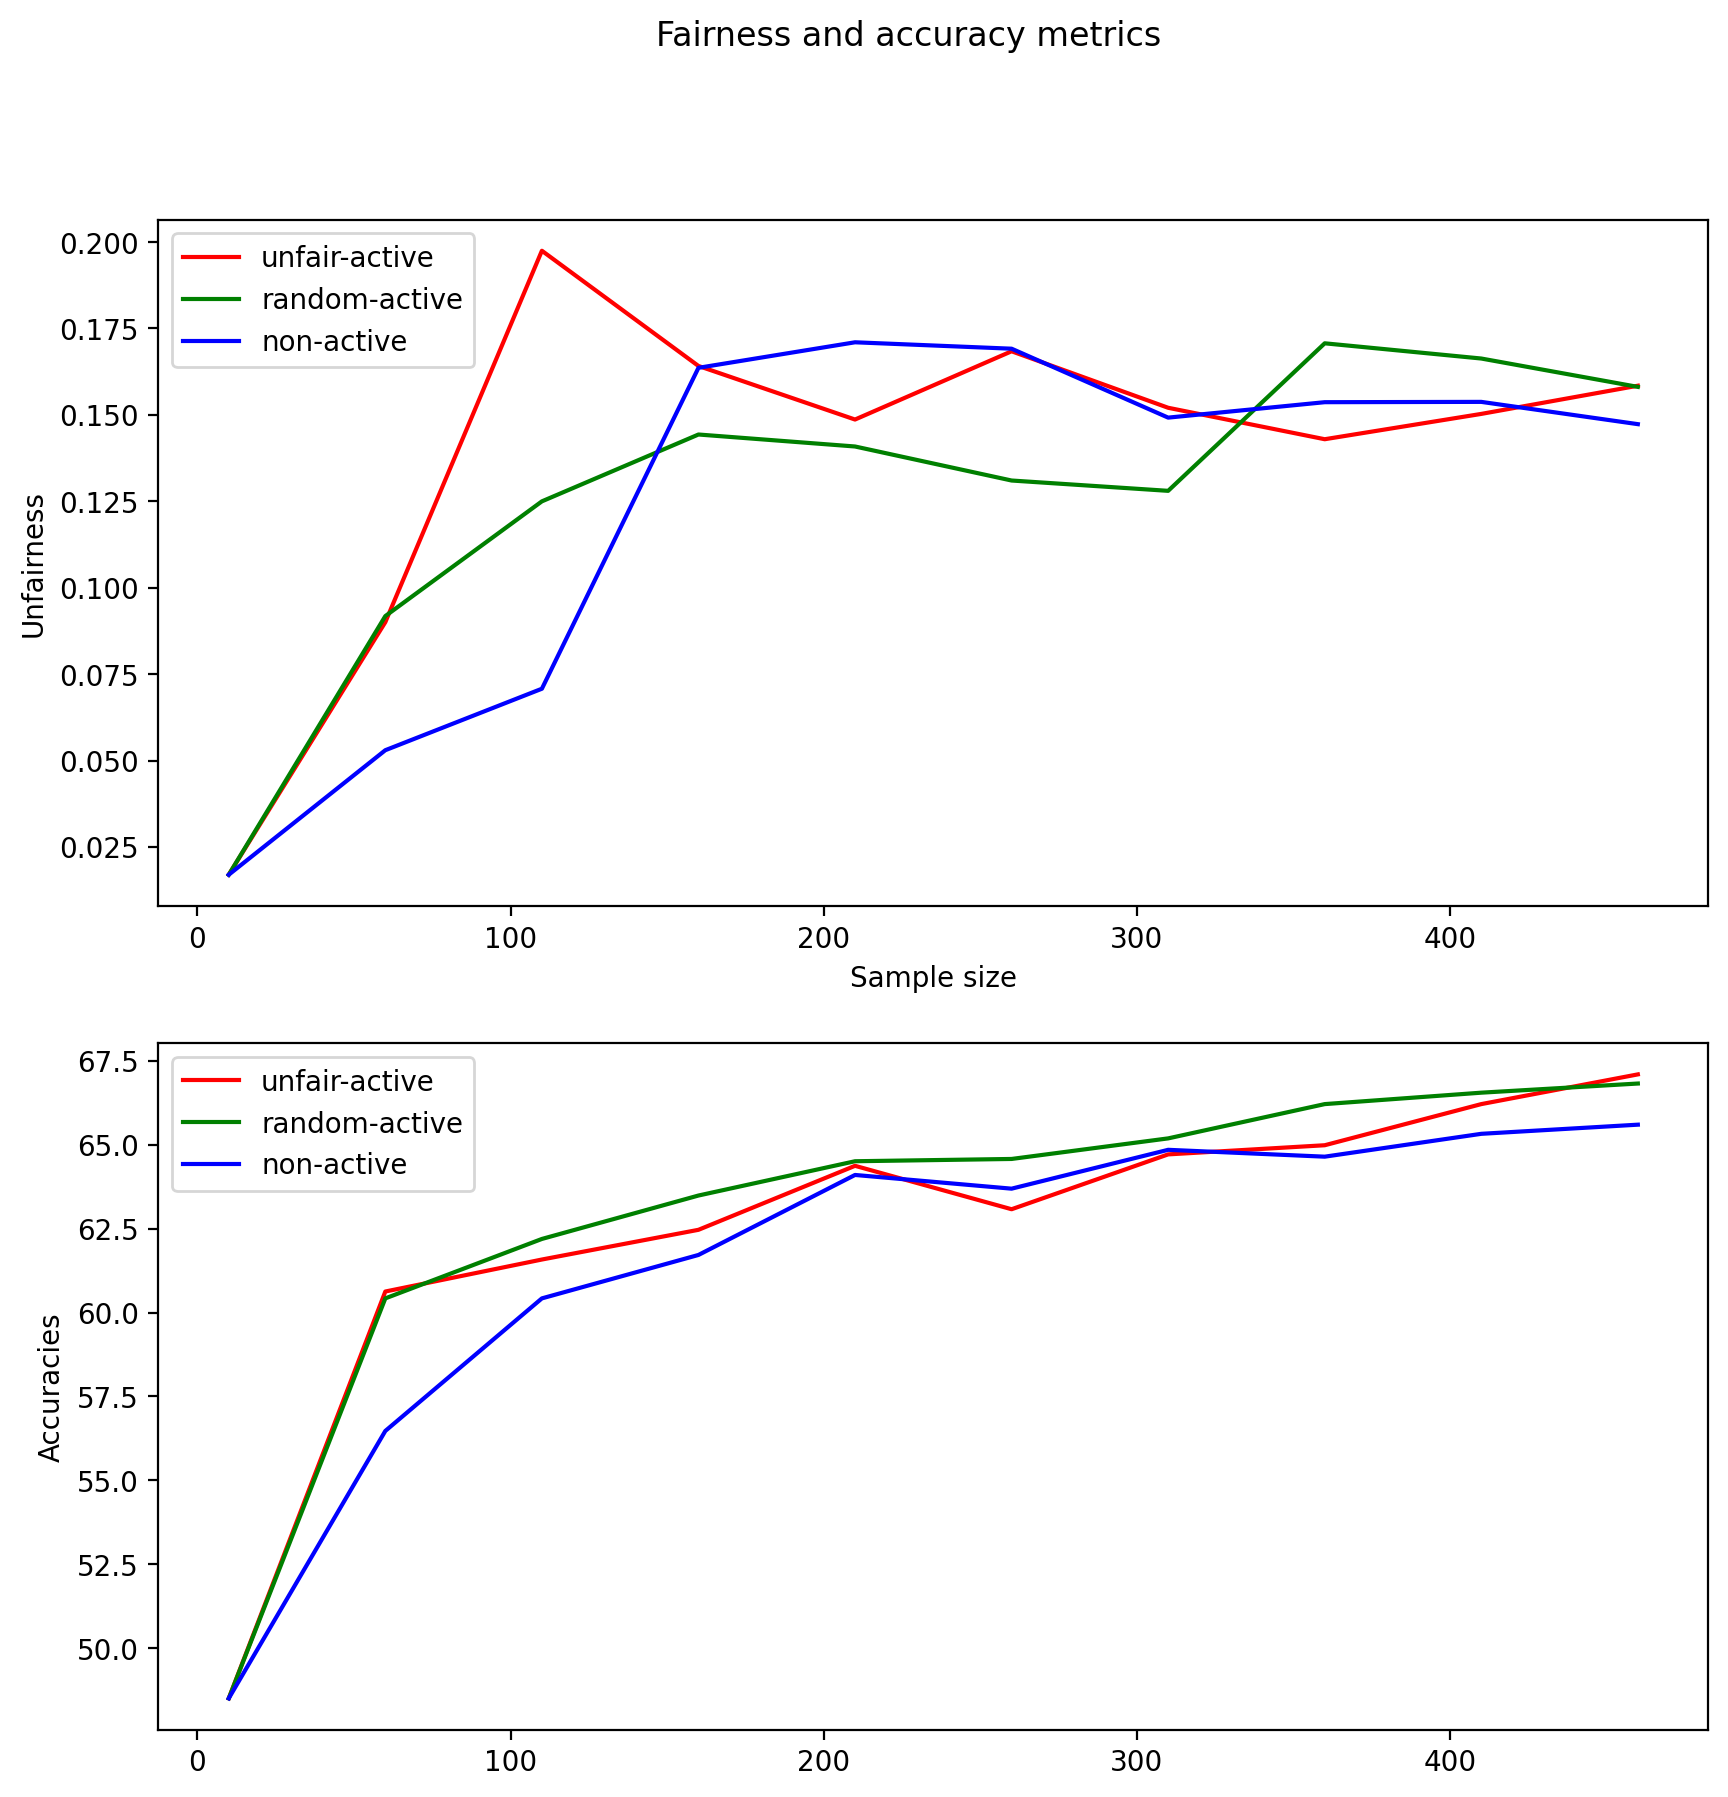 Fairness and accuracy metrics
unfair-active
random-active
non-active
0.200
0.175
0.150
0.125
0.100
0.075
0.050
0.025
Unfairness
0 100 200 300 400
Sample size
unfair-active
random-active
non-active
67.5
65.0
62.5
60.0
57.5
55.0
52.5
50.0
Accuracies
0 100 200 300 400